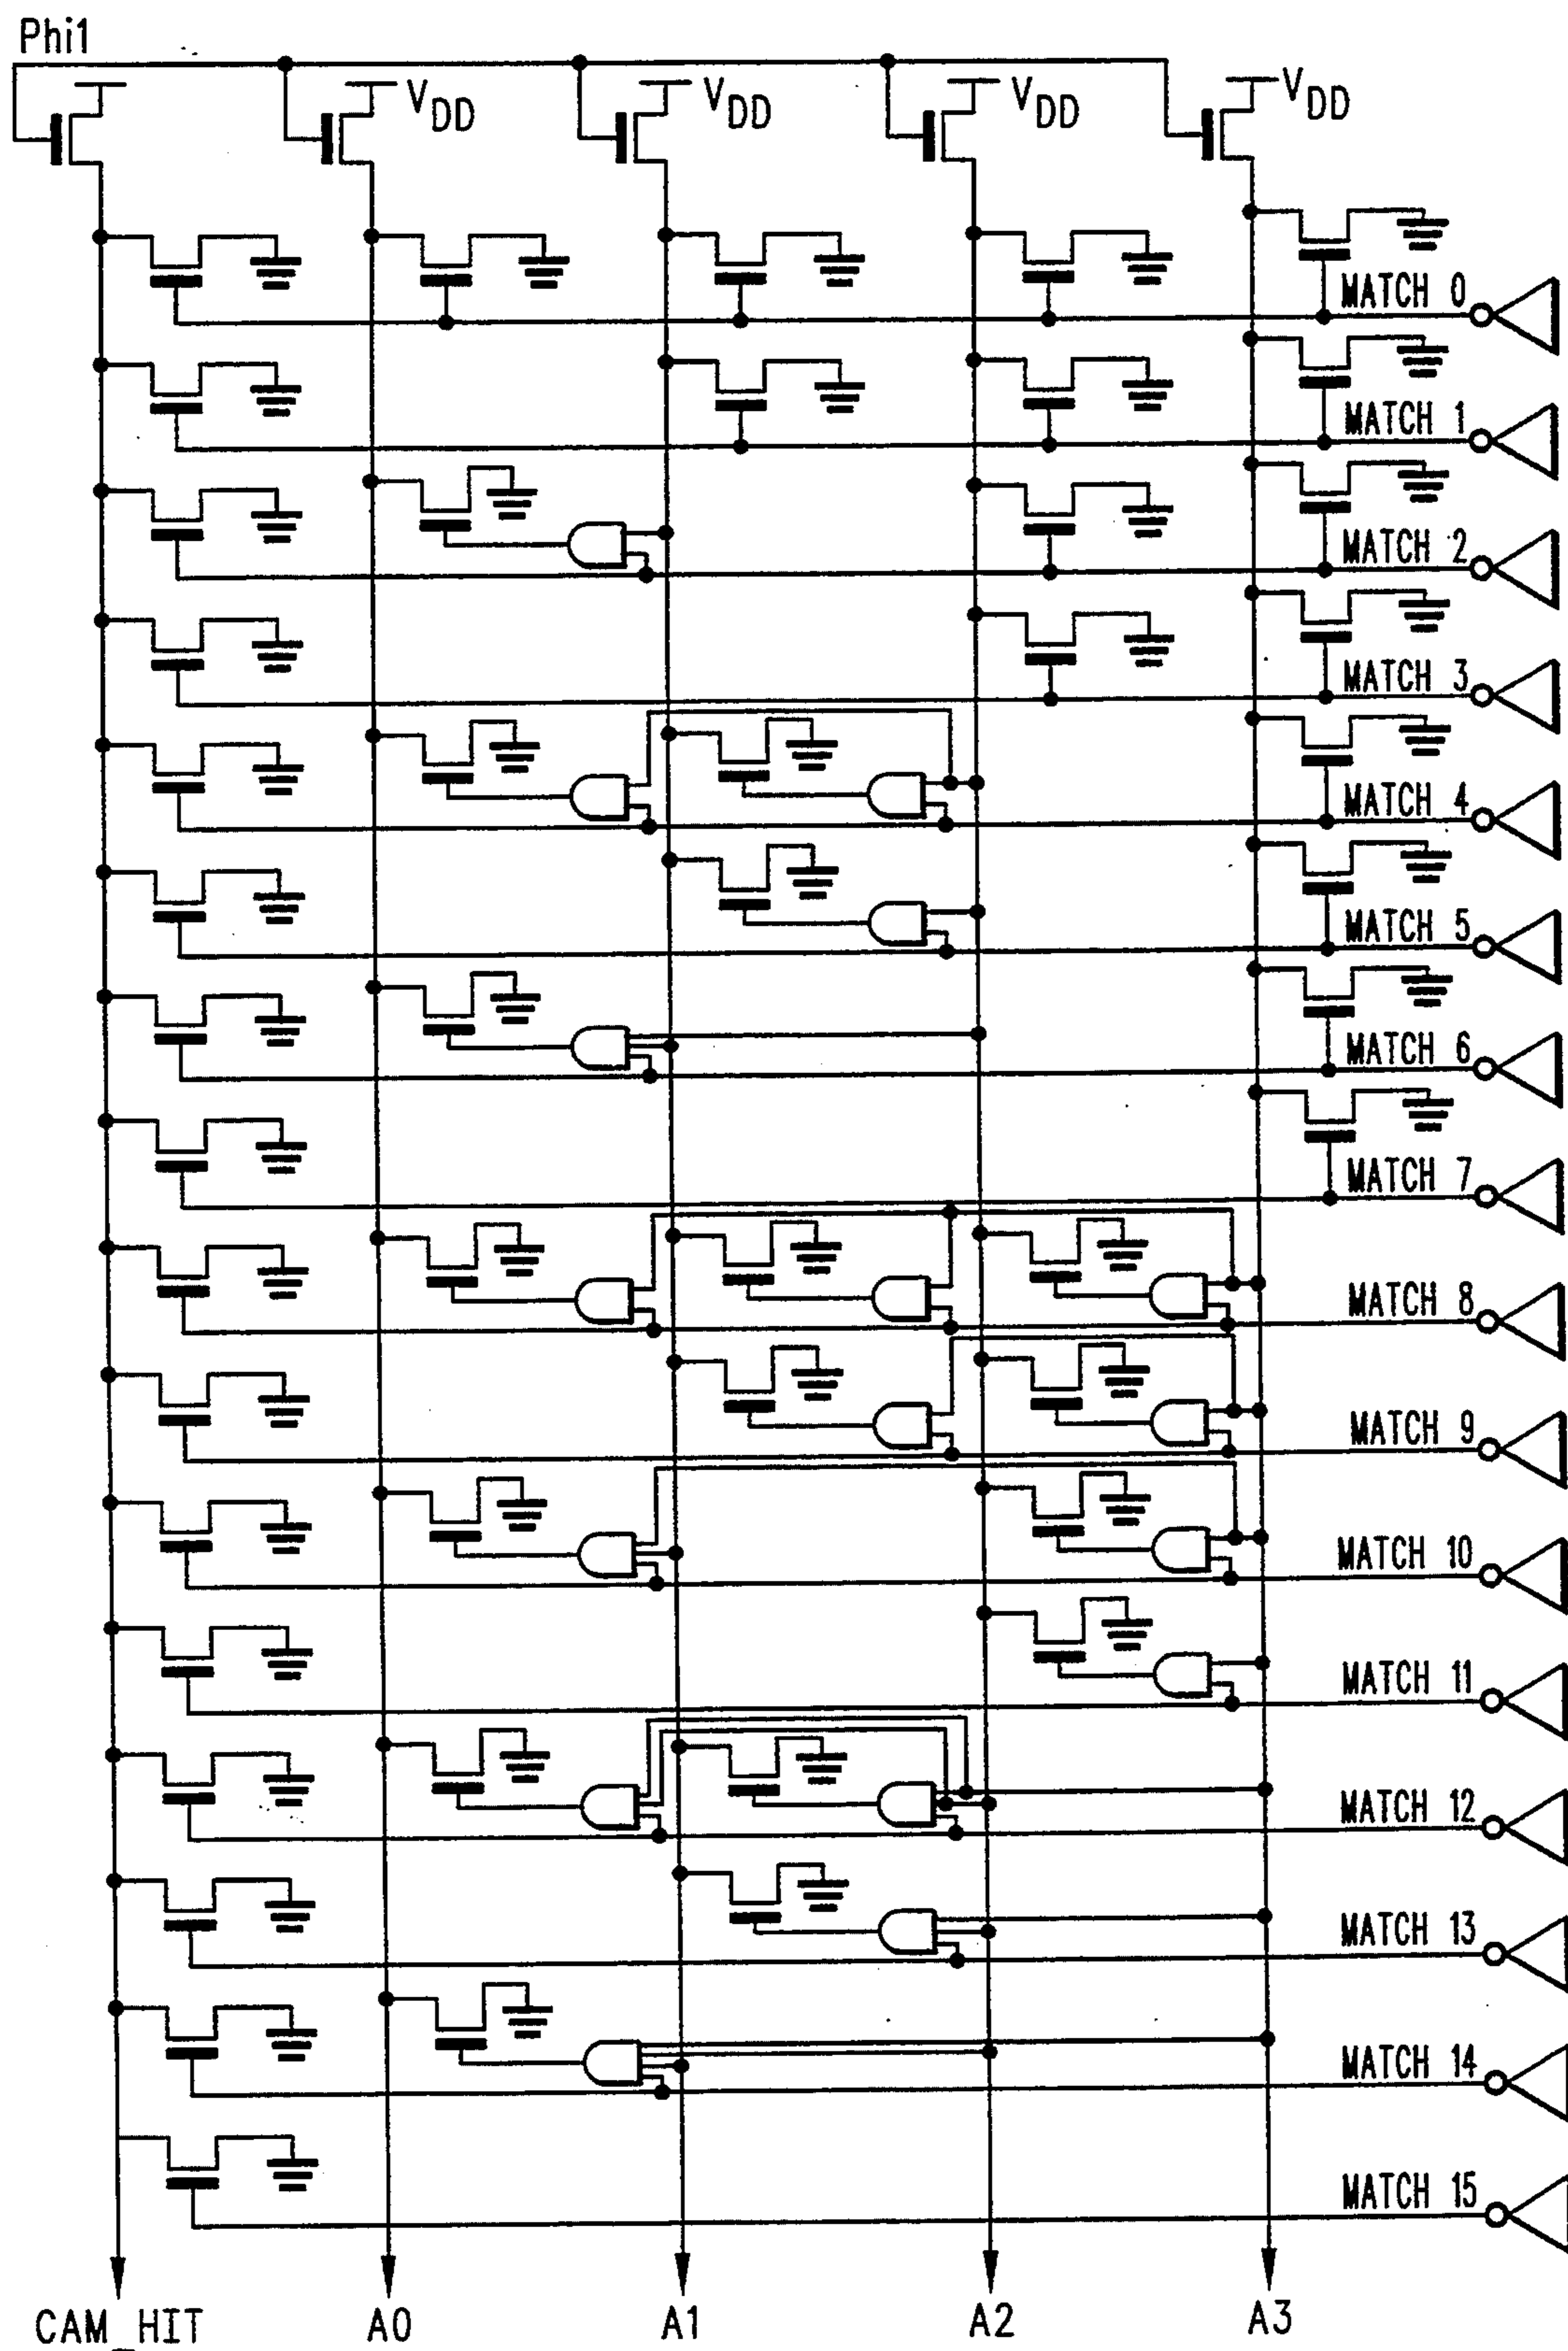 Phi1
VDD
VDD
VDD
VDD
MATCH 0
MATCH 1
MATCH 2
MATCH 3
MATCH 4
MATCH 5
MATCH 6
MATCH 7
MATCH 8
MATCH 9
MATCH 10
MATCH 11
MATCH 12
MATCH 13
MATCH 14
MATCH 15
CAM_HIT
A0
A1
A2
A3